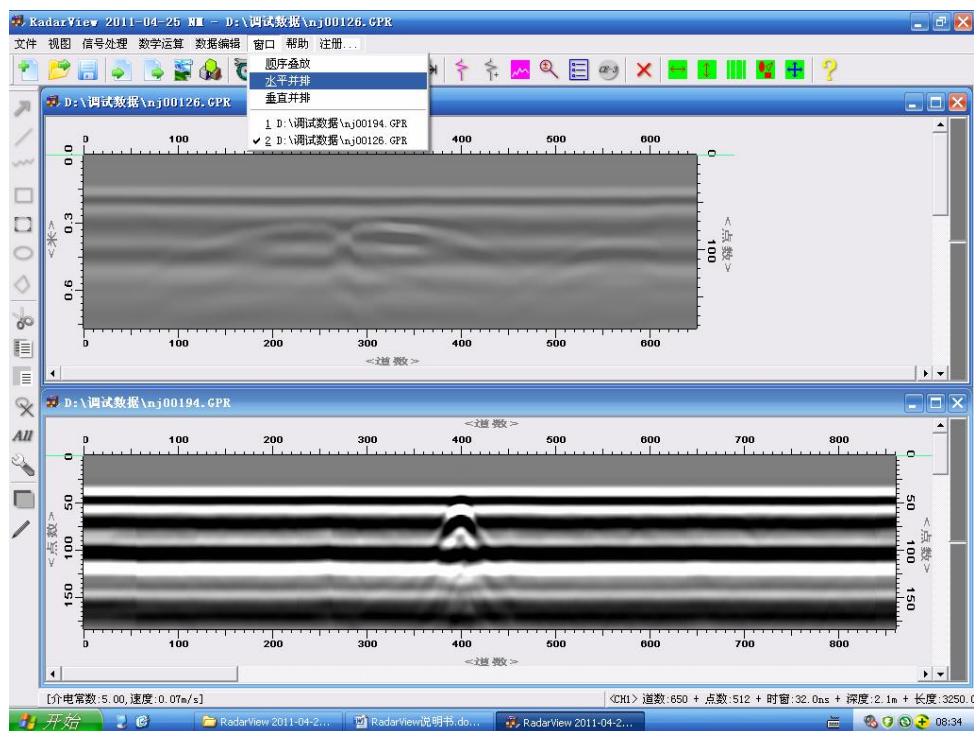 RadarView 2011-04-25 NM - D:\调试数据\nj00126.GPR
文件 视图 信号处理 数学运算 数据编辑 窗口 帮助 注册...
顺序叠放
水平并排
垂直并排
1 D:\调试数据\nj00194.GPR
✔ 2 D:\调试数据\nj00126.GPR
D:\调试数据\nj00126.GPR
0 100 400 500 600
0 0
0
0.3
0.6
<米>
100
<点数>
0 100 200 300 400 500 600
<道数>
D:\调试数据\nj00194.GPR
<道数>
0 100 200 300 400 500 600 700 800
0 50 100 150
<点数>
0 50 100 150
<点数>
0 100 200 300 400 500 600 700 800
<道数>
All
[介电常数:5.00,速度:0.07m/s]
<CH1> 道数:650 + 点数:512 + 时窗:32.0ns + 深度:2.1m + 长度:3250.0
开始 RadarView 2011-04-2... RadarView说明书.do... RadarView 2011-04-2... 08:34